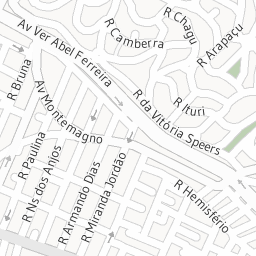 R Chagu
R Camberra
R Arapaçu
Av Ver Abel Ferreira
R Bruna
Av Montemagno
R da Vitória Speers
R Ituri
R Paulina
R Ns dos Anjos
R Armando Dias
R Miranda Jordão
R Hemisfério